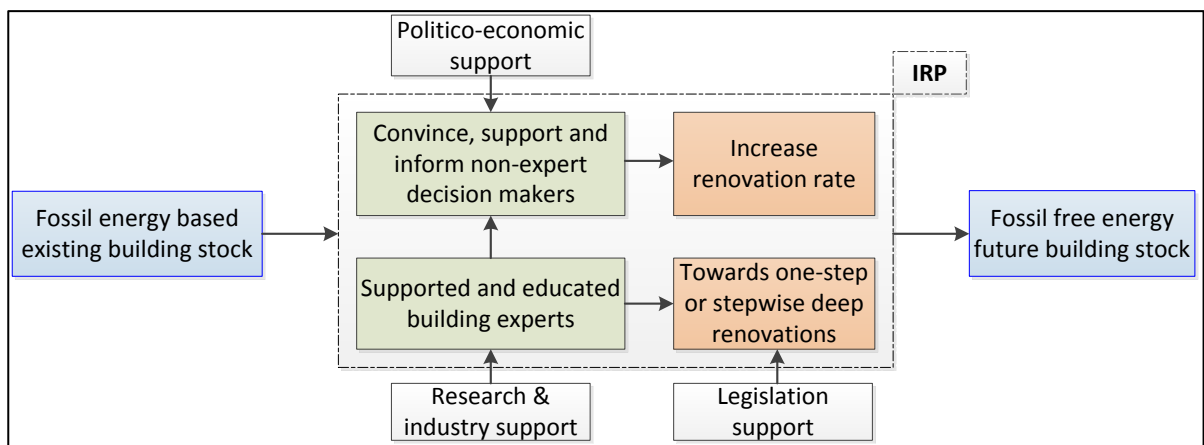 Politico-economic
support
IRP
Convince, support and
inform non-expert
decision makers
Increase
renovation rate
Fossil energy based
existing building stock
Fossil free energy
future building stock
Supported and educated
building experts
Towards one-step
or stepwise deep
renovations
Research &
industry support
Legislation
support